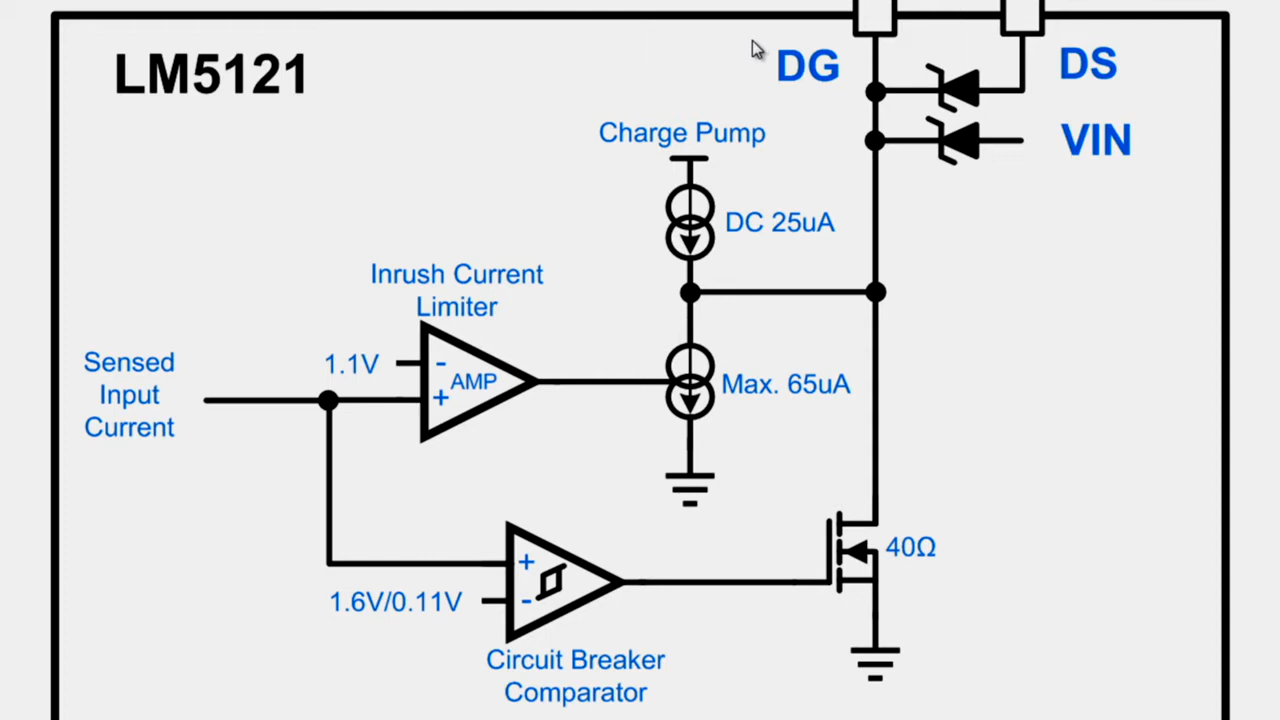 LM5121
DG
DS
VIN
Charge Pump
DC 25uA
Inrush Current
Limiter
Sensed
Input
Current
1.1V
-
AMP
+
Max. 65uA
+
-
1.6V/0.11V
40Ω
Circuit Breaker
Comparator